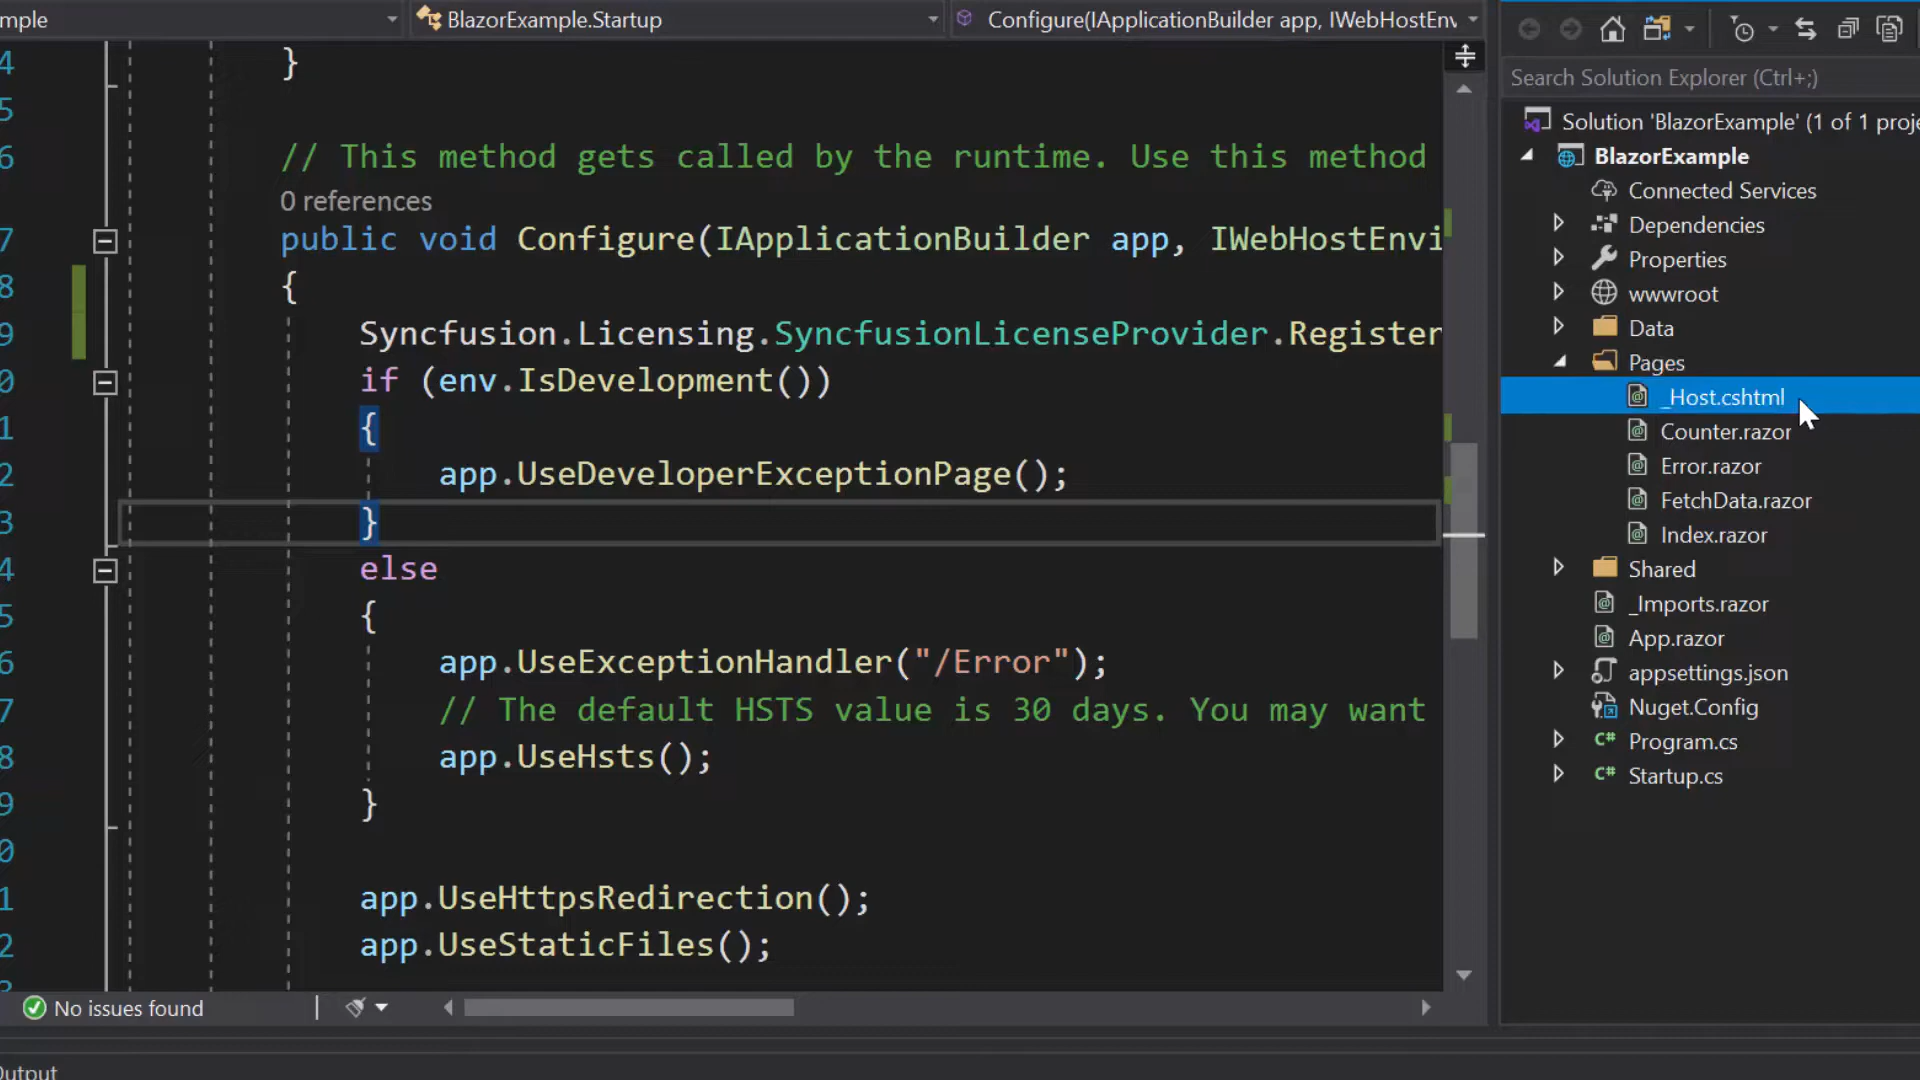 mple
BlazorExample.Startup
Configure(IApplicationBuilder app, IWebHostEnv
4
}
5
6
// This method gets called by the runtime. Use this method
0 references
7
public void Configure(IApplicationBuilder app, IWebHostEnvi
8
{
9
Syncfusion.Licensing.SyncfusionLicenseProvider.Register
0
if (env.IsDevelopment())
1
{
2
app.UseDeveloperExceptionPage();
3
}
4
else
5
{
6
app.UseExceptionHandler("/Error");
7
// The default HSTS value is 30 days. You may want
8
app.UseHsts();
9
}
0
1
app.UseHttpsRedirection();
2
app.UseStaticFiles();
3
No issues found
Output
Search Solution Explorer (Ctrl+;)
Solution 'BlazorExample' (1 of 1 proje
BlazorExample
Connected Services
Dependencies
Properties
wwwroot
Data
Pages
_Host.cshtml
Counter.razor
Error.razor
FetchData.razor
Index.razor
Shared
_Imports.razor
App.razor
appsettings.json
Nuget.Config
C# Program.cs
C# Startup.cs